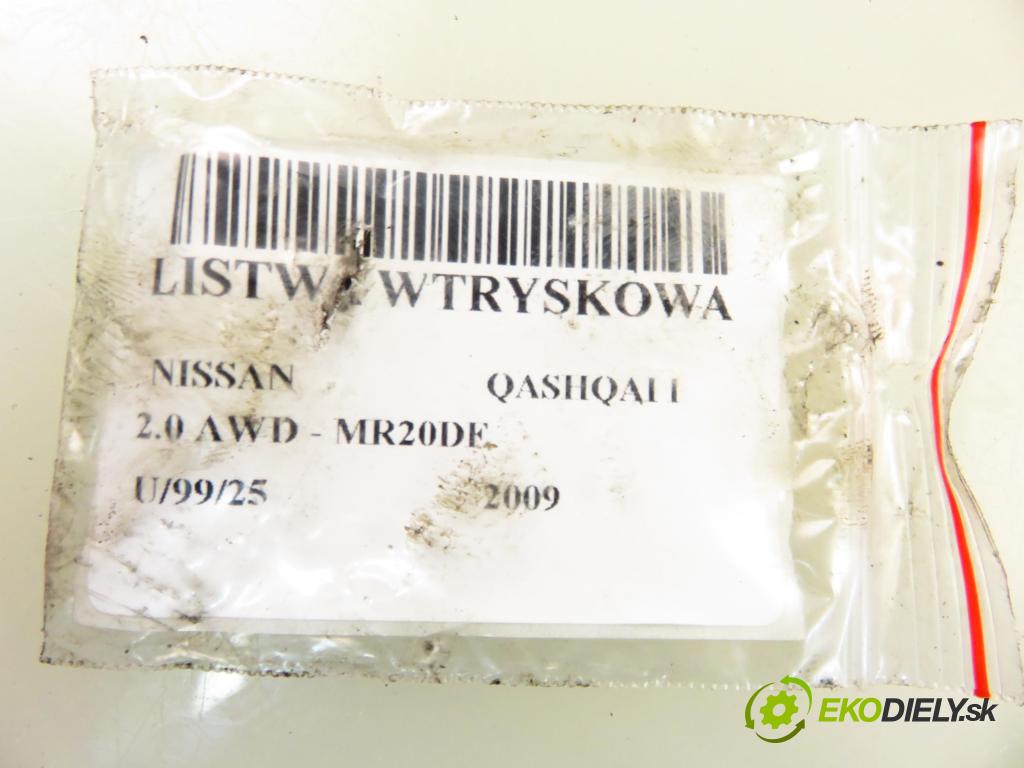 LISTWA WTRYSKOWA
NISSAN QASHQAI I
2.0 AWD - MR20DE
U/99/25 2009
EKODIELY.sk